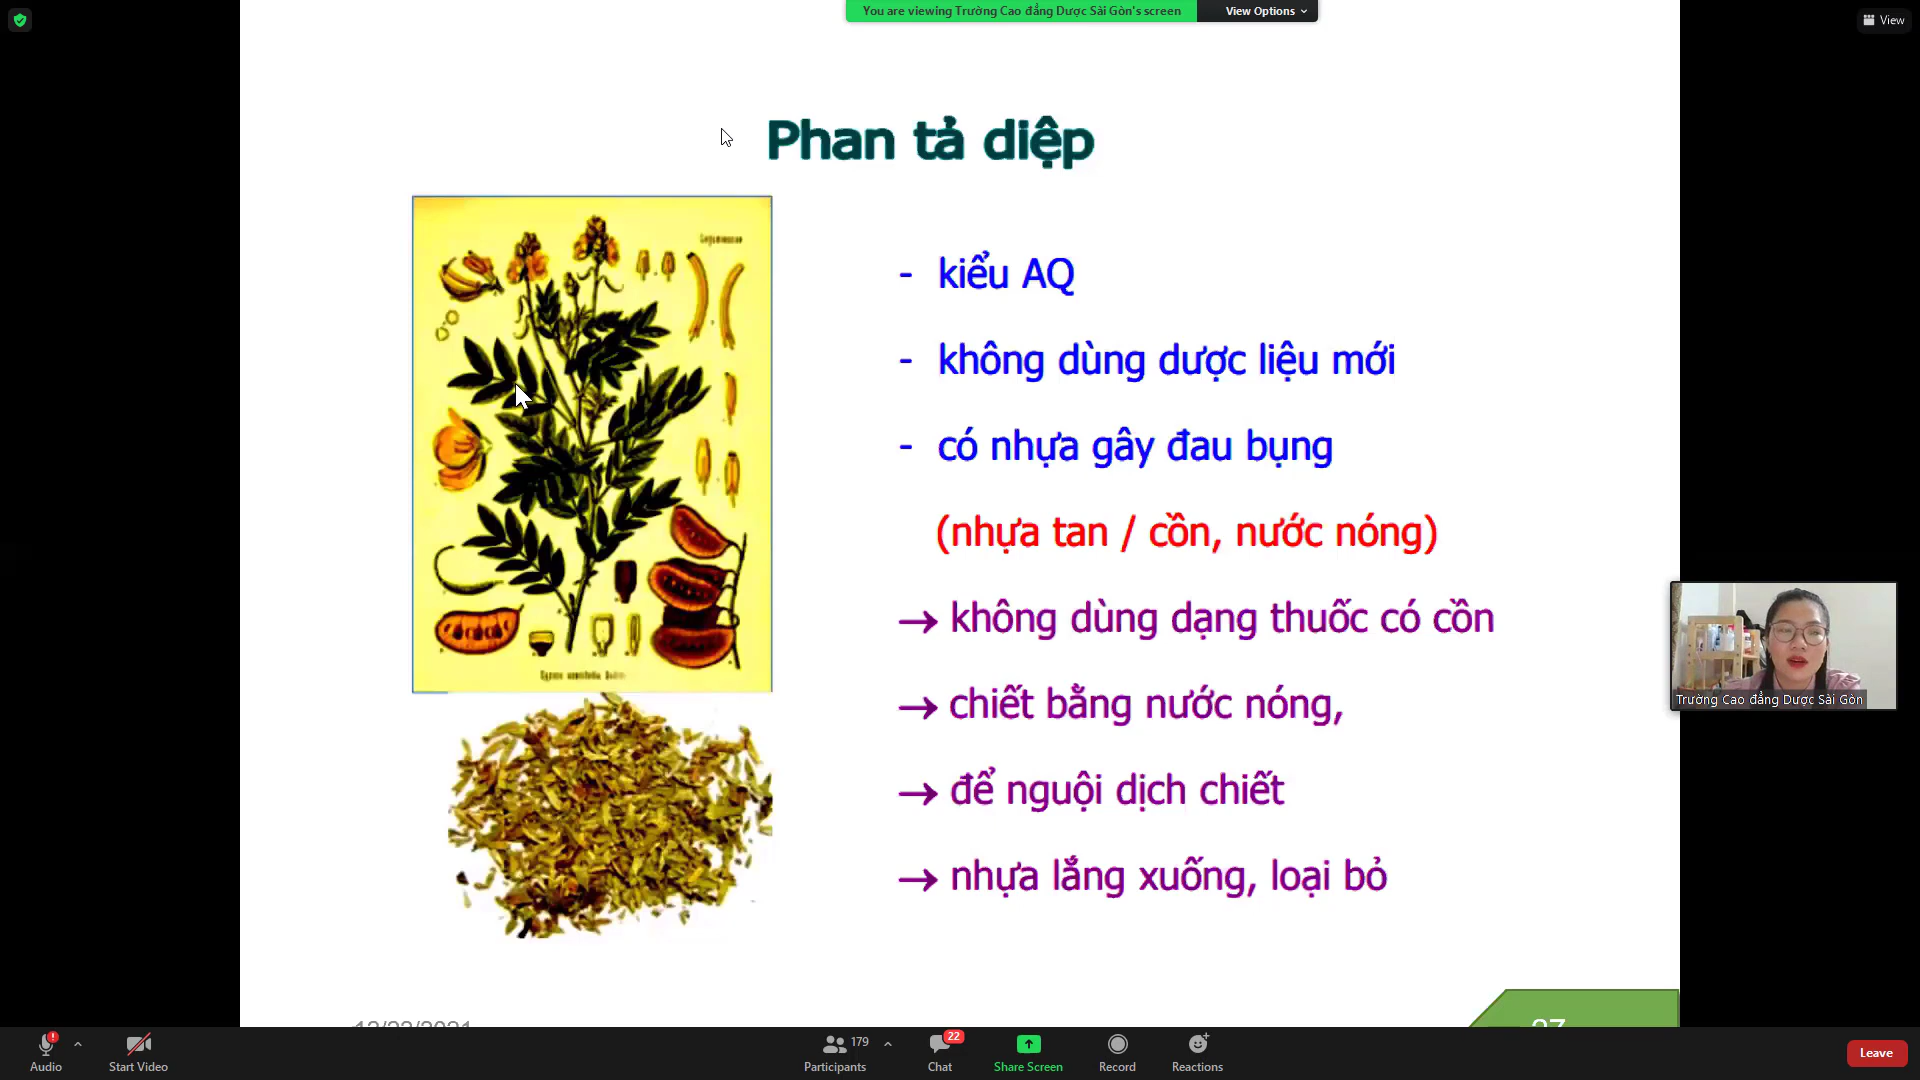 You are viewing Trường Cao đẳng Dược Sài Gòn's screen
View Options
View
Phan tả diệp
- kiểu AQ
- không dùng dược liệu mới
- có nhựa gây đau bụng
(nhựa tan / cồn, nước nóng)
→ không dùng dạng thuốc có cồn
→ chiết bằng nước nóng,
→ để nguội dịch chiết
→ nhựa lắng xuống, loại bỏ
Trường Cao đẳng Dược Sài Gòn
Audio
Start Video
179
Participants
22
Chat
Share Screen
Record
Reactions
Leave